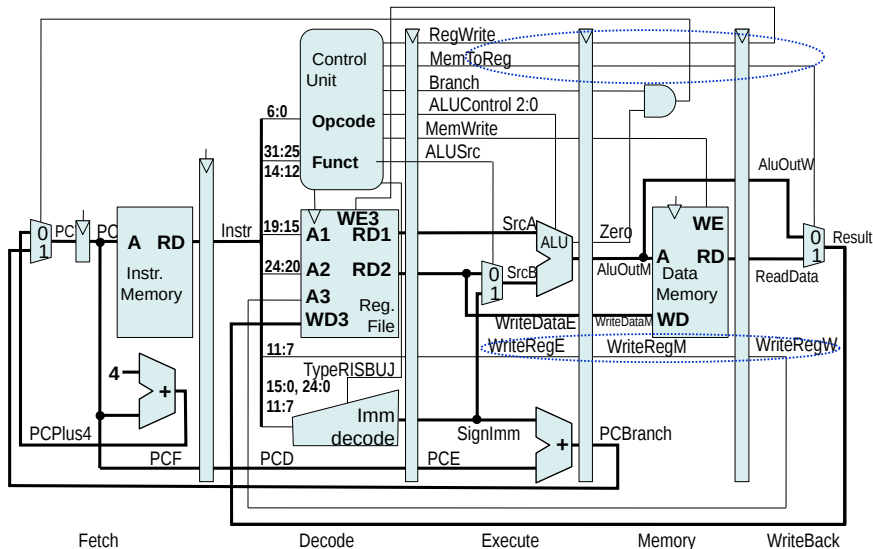 RegWrite
MemToReg
Control
Unit
Branch
ALUControl 2:0
6:0
Opcode
MemWrite
31:25
Funct
ALUSrc
14:12
AluOutW
WE3
WE
19:15
A1
RD1
SrcA
0
1
PC
PC
A
RD
Instr
ALU
Zero
0
1
Result
Instr.
Memory
24:20
A2
RD2
0
1
SrcB
AluOutM
A
RD
Data
Memory
ReadData
A3
Reg.
File
WD3
WriteDataE
WriteDataM
WD
11:7
WriteRegE
WriteRegM
WriteRegW
4
+
TypeRISBUJ
15:0, 24:0
11:7
Imm
decode
PCPlus4
SignImm
+
PCBranch
PCF
PCD
PCE
Fetch
Decode
Execute
Memory
WriteBack